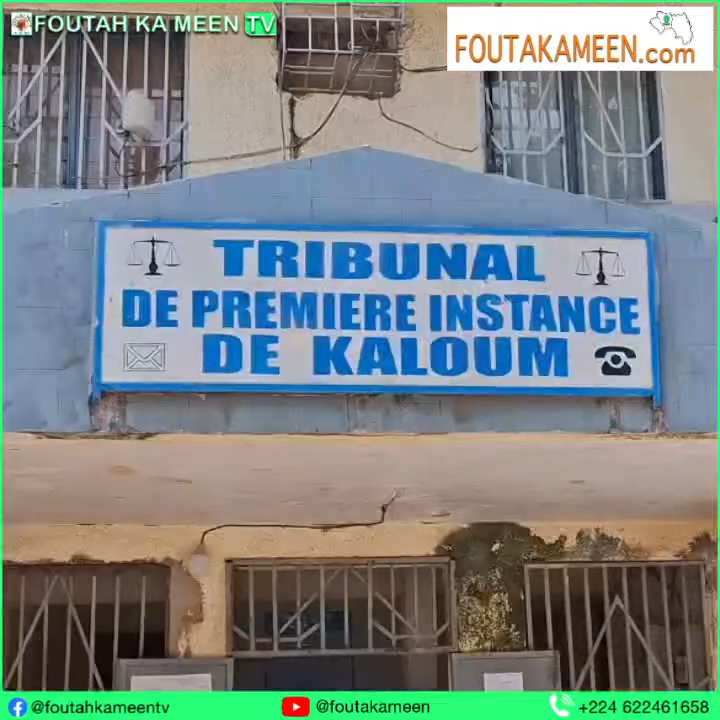 FOUTAH KA MEEN TV
FOUTAKAMEEN.com
TRIBUNAL
DE PREMIERE INSTANCE
DE KALOUM
@foutahkameentv
@foutakameen
+224 622461658